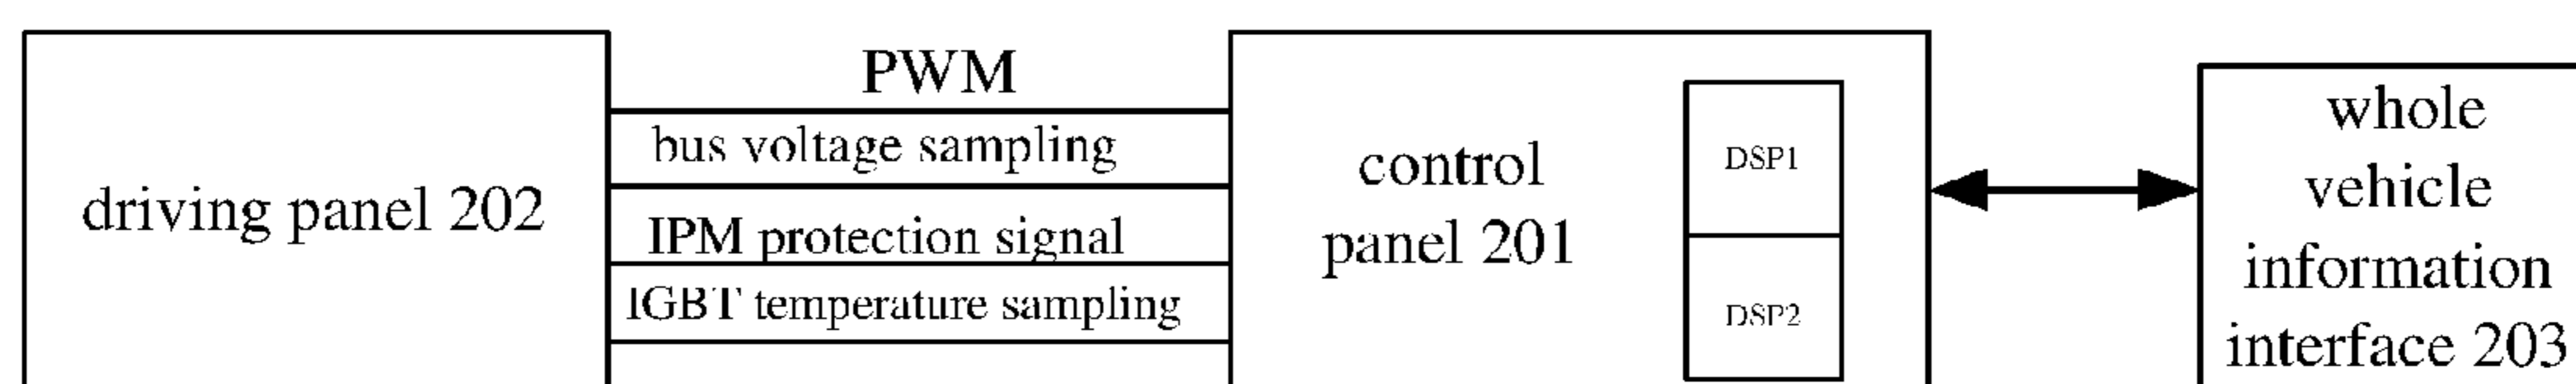 driving panel 202
PWM
bus voltage sampling
IPM protection signal
IGBT temperature sampling
control
panel 201
DSP1
DSP2
whole
vehicle
information
interface 203